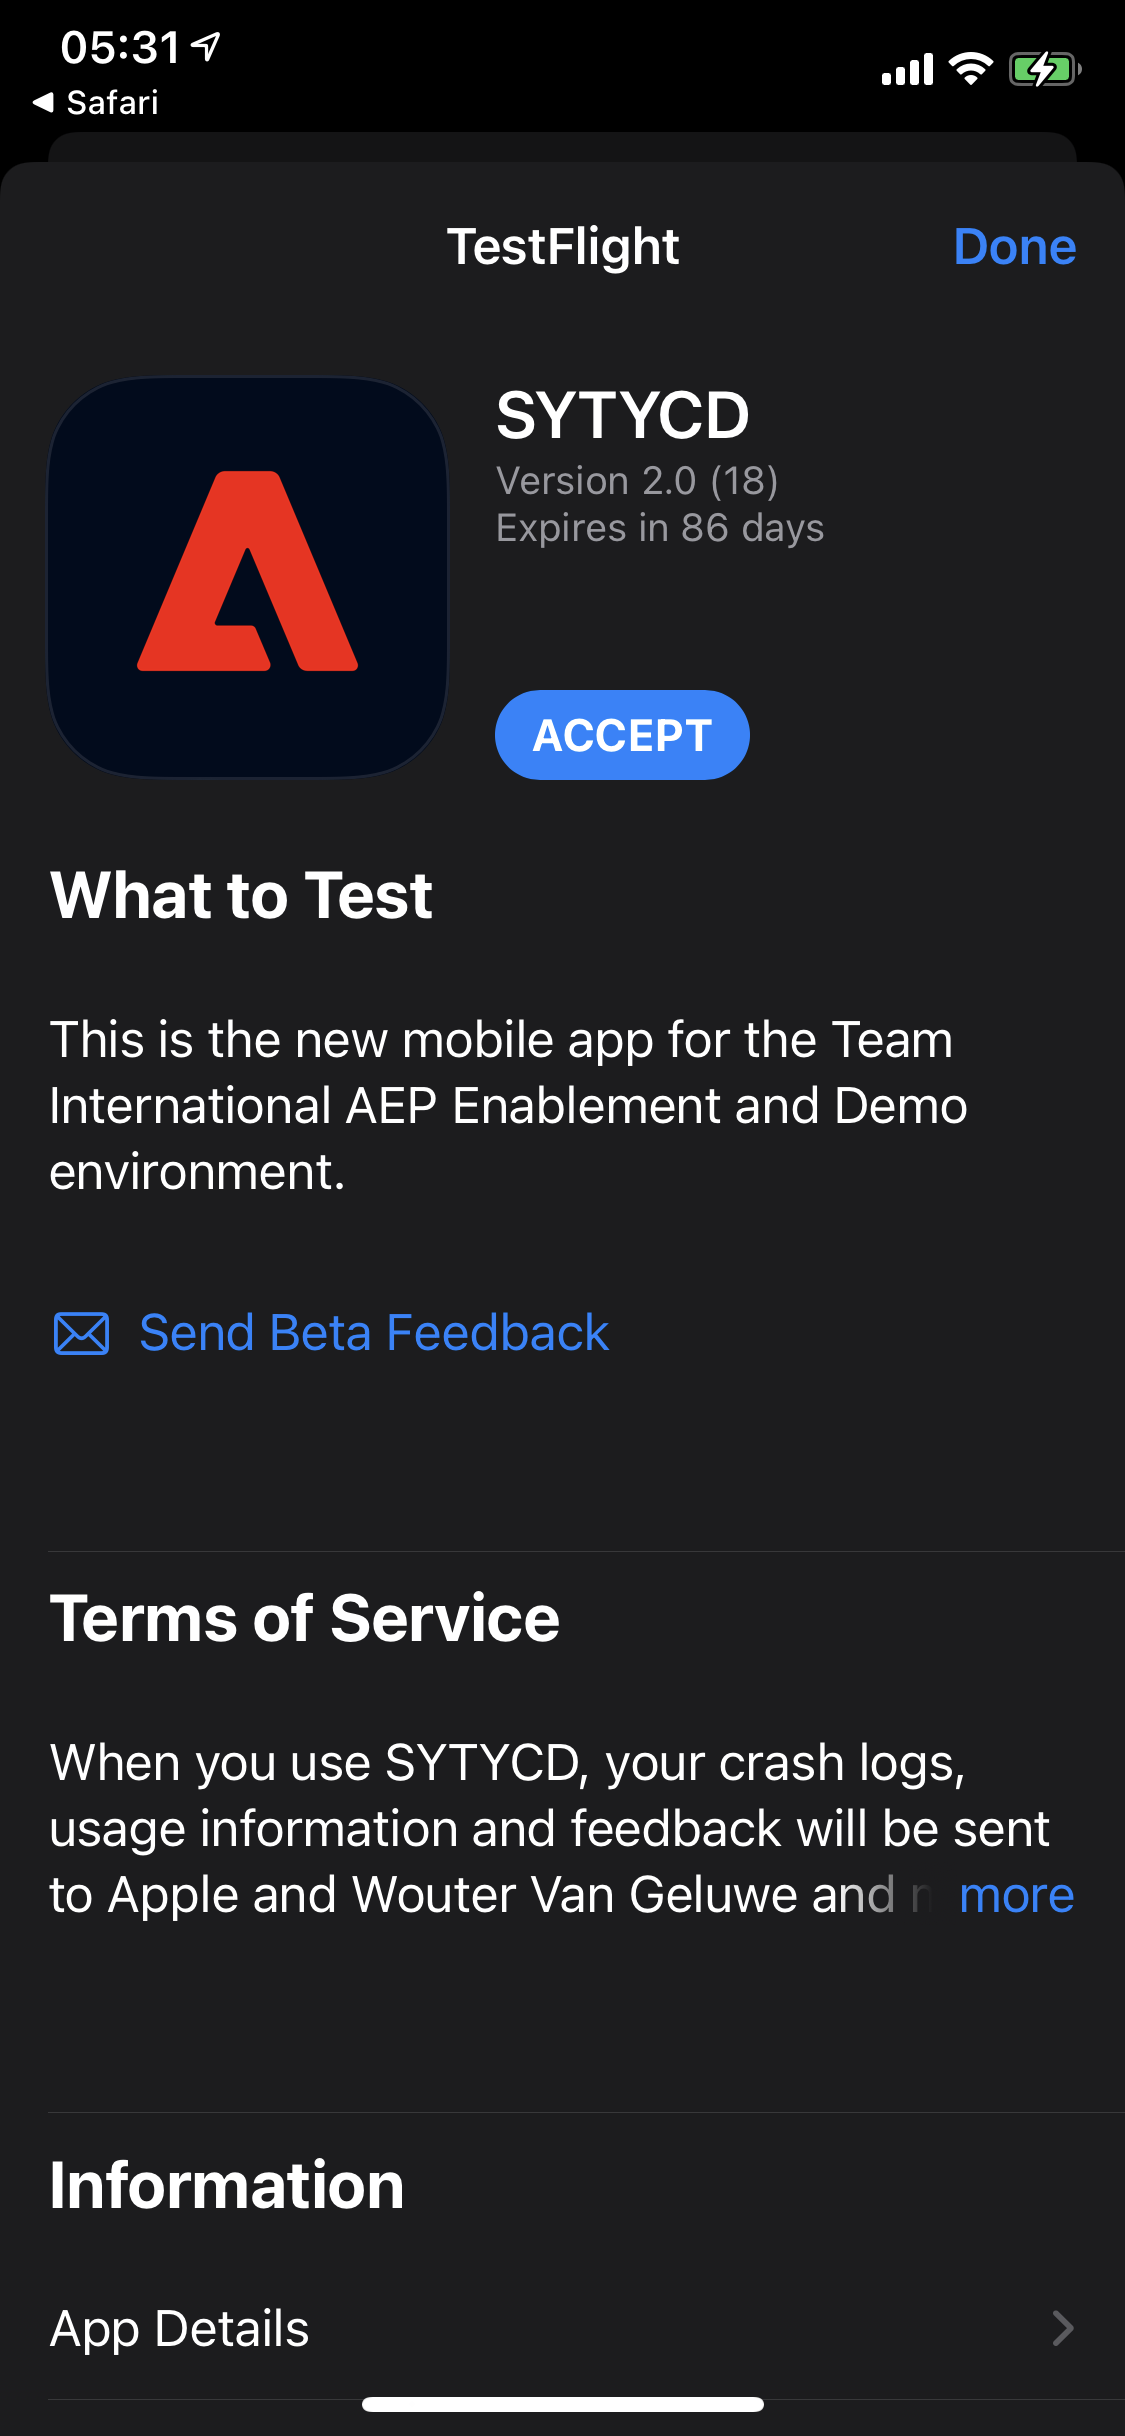 05:31
Safari
TestFlight
Done
SYTYCD
Version 2.0 (18)
Expires in 86 days
ACCEPT
What to Test
This is the new mobile app for the Team
International AEP Enablement and Demo
environment.
Send Beta Feedback
Terms of Service
When you use SYTYCD, your crash logs,
usage information and feedback will be sent
to Apple and Wouter Van Geluwe and more
Information
App Details